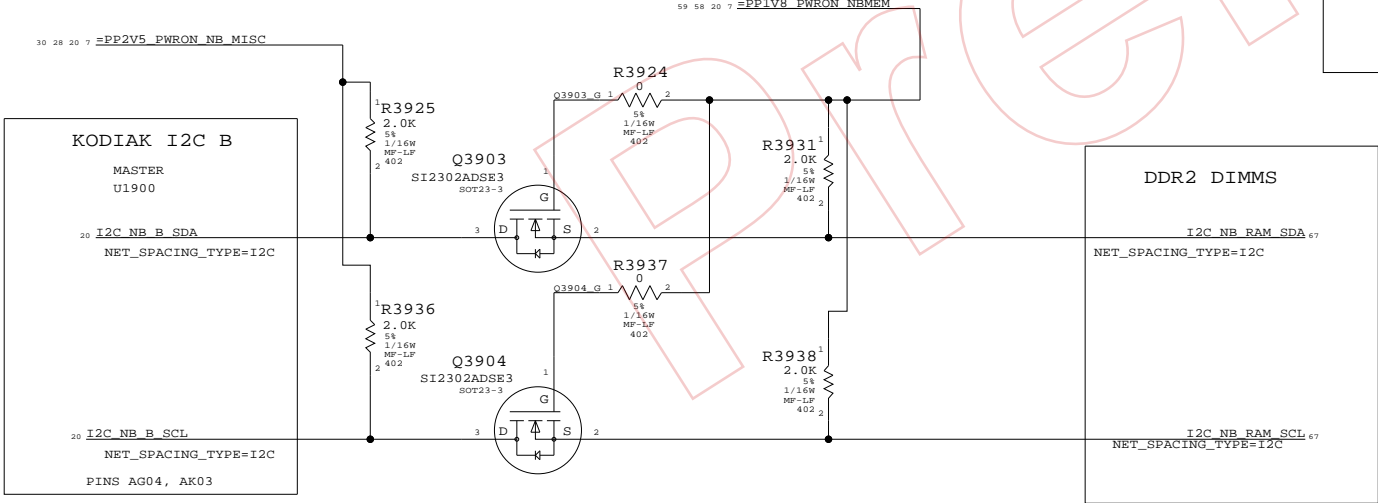 59 58 20 7 =PP1V8_PWRON_NBMEM
30 28 20 7 =PP2V5_PWRON_NB_MISC
R3924
0
Q3903_G 1 2
5%
1/16W
MF-LF
402
1
R3925
2.0K
5%
1/16W
MF-LF
402
2
KODIAK I2C B
MASTER
U1900
Q3903
SI2302ADSE3
SOT23-3
1
G
D S
3 2
R3931
1
2.0K
5%
1/16W
MF-LF
402
2
DDR2 DIMMS
20 I2C_NB_B_SDA
NET_SPACING_TYPE=I2C
I2C_NB_RAM_SDA 67
NET_SPACING_TYPE=I2C
R3937
0
Q3904_G 1 2
5%
1/16W
MF-LF
402
1
R3936
2.0K
5%
1/16W
MF-LF
402
2
Q3904
SI2302ADSE3
SOT23-3
1
G
D S
3 2
R3938
1
2.0K
5%
1/16W
MF-LF
402
2
20 I2C_NB_B_SCL
NET_SPACING_TYPE=I2C
I2C_NB_RAM_SCL 67
NET_SPACING_TYPE=I2C
PINS AG04, AK03
Pre